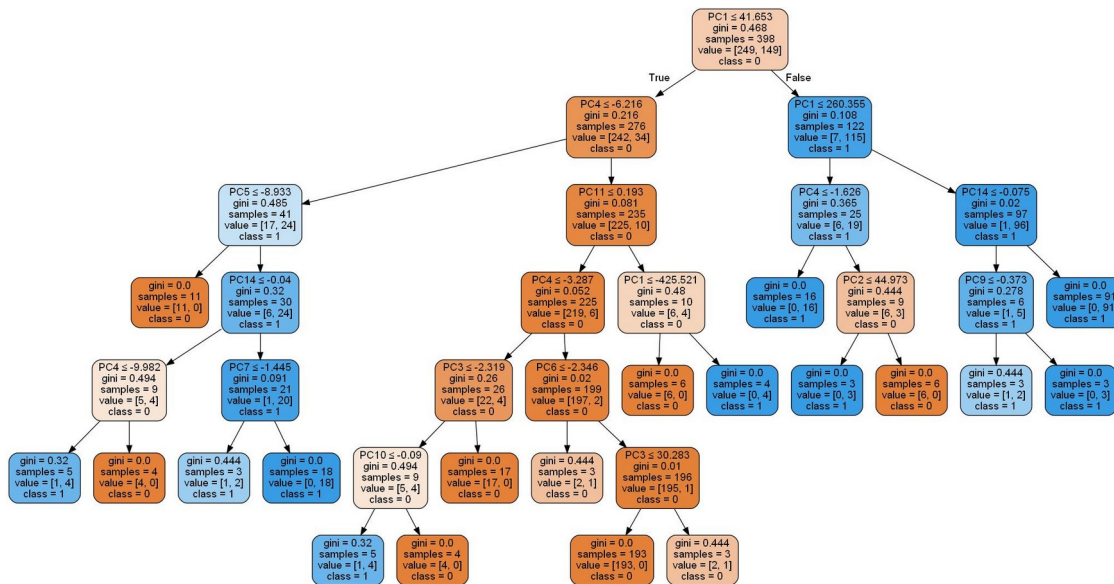 PC1 ≤ 41.653
gini = 0.468
samples = 398
value = [249, 149]
class = 0
True
False
PC4 ≤ -6.216
gini = 0.216
samples = 276
value = [242, 34]
class = 0
PC1 ≤ 260.355
gini = 0.108
samples = 122
value = [7, 115]
class = 1
PC5 ≤ -8.933
gini = 0.485
samples = 41
value = [17, 24]
class = 1
PC11 ≤ 0.193
gini = 0.081
samples = 235
value = [225, 10]
class = 0
PC4 ≤ -1.626
gini = 0.365
samples = 25
value = [6, 19]
class = 1
PC14 ≤ -0.075
gini = 0.02
samples = 97
value = [1, 96]
class = 1
gini = 0.0
samples = 11
value = [11, 0]
class = 0
PC14 ≤ -0.04
gini = 0.32
samples = 30
value = [6, 24]
class = 1
PC4 ≤ -3.287
gini = 0.052
samples = 225
value = [219, 6]
class = 0
PC1 ≤ -425.521
gini = 0.48
samples = 10
value = [6, 4]
class = 0
gini = 0.0
samples = 16
value = [0, 16]
class = 1
PC2 ≤ 44.973
gini = 0.444
samples = 9
value = [6, 3]
class = 0
PC9 ≤ -0.373
gini = 0.278
samples = 6
value = [1, 5]
class = 1
gini = 0.0
samples = 91
value = [0, 91]
class = 1
PC4 ≤ -9.982
gini = 0.494
samples = 9
value = [5, 4]
class = 0
PC7 ≤ -1.445
gini = 0.091
samples = 21
value = [1, 20]
class = 1
PC3 ≤ -2.319
gini = 0.26
samples = 26
value = [22, 4]
class = 0
PC6 ≤ -2.346
gini = 0.02
samples = 199
value = [197, 2]
class = 0
gini = 0.0
samples = 6
value = [6, 0]
class = 0
gini = 0.0
samples = 4
value = [0, 4]
class = 1
gini = 0.0
samples = 3
value = [0, 3]
class = 1
gini = 0.0
samples = 6
value = [6, 0]
class = 0
gini = 0.444
samples = 3
value = [1, 2]
class = 1
gini = 0.0
samples = 3
value = [0, 3]
class = 1
gini = 0.32
samples = 5
value = [1, 4]
class = 1
gini = 0.0
samples = 4
value = [4, 0]
class = 0
gini = 0.444
samples = 3
value = [1, 2]
class = 1
gini = 0.0
samples = 18
value = [0, 18]
class = 1
PC10 ≤ -0.09
gini = 0.494
samples = 9
value = [5, 4]
class = 0
gini = 0.0
samples = 17
value = [17, 0]
class = 0
gini = 0.444
samples = 3
value = [2, 1]
class = 0
PC3 ≤ 30.283
gini = 0.01
samples = 196
value = [195, 1]
class = 0
gini = 0.32
samples = 5
value = [1, 4]
class = 1
gini = 0.0
samples = 4
value = [4, 0]
class = 0
gini = 0.0
samples = 193
value = [193, 0]
class = 0
gini = 0.444
samples = 3
value = [2, 1]
class = 0